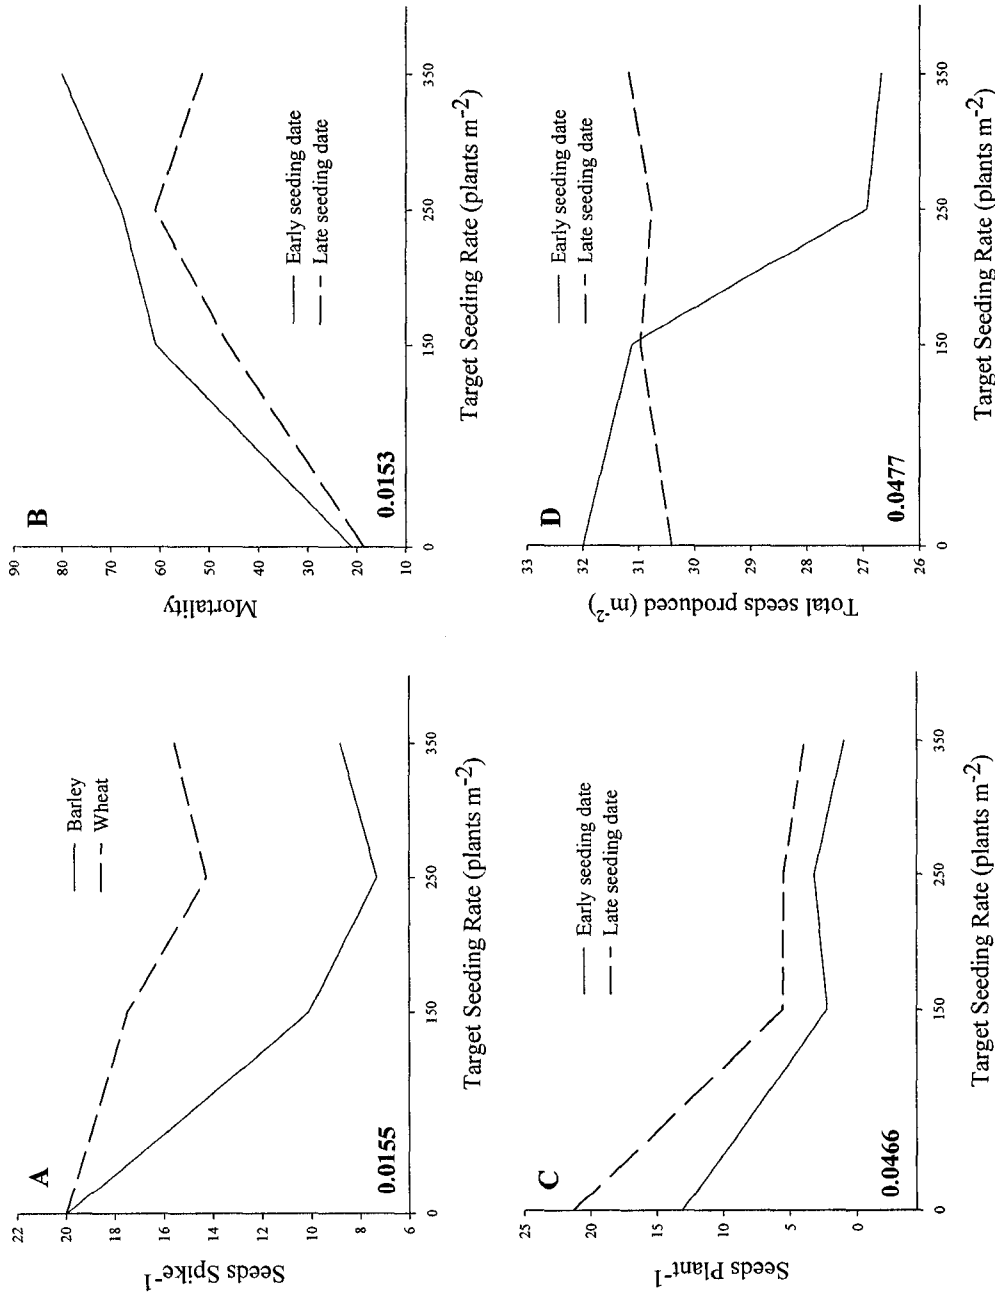 A
22
20
18
16
14
12
10
8
6
Seeds Spike⁻¹
Barley
Wheat
0.0155
0
150
250
350
Target Seeding Rate (plants m⁻²)
B
90
80
70
60
50
40
30
20
10
Mortality
Early seeding date
Late seeding date
0.0153
0
150
250
350
Target Seeding Rate (plants m⁻²)
C
25
20
15
10
5
0
Seeds Plant⁻¹
Early seeding date
Late seeding date
0.0466
0
150
250
350
Target Seeding Rate (plants m⁻²)
D
33
32
31
30
29
28
27
26
Total seeds produced (m⁻²)
Early seeding date
Late seeding date
0.0477
0
150
250
350
Target Seeding Rate (plants m⁻²)